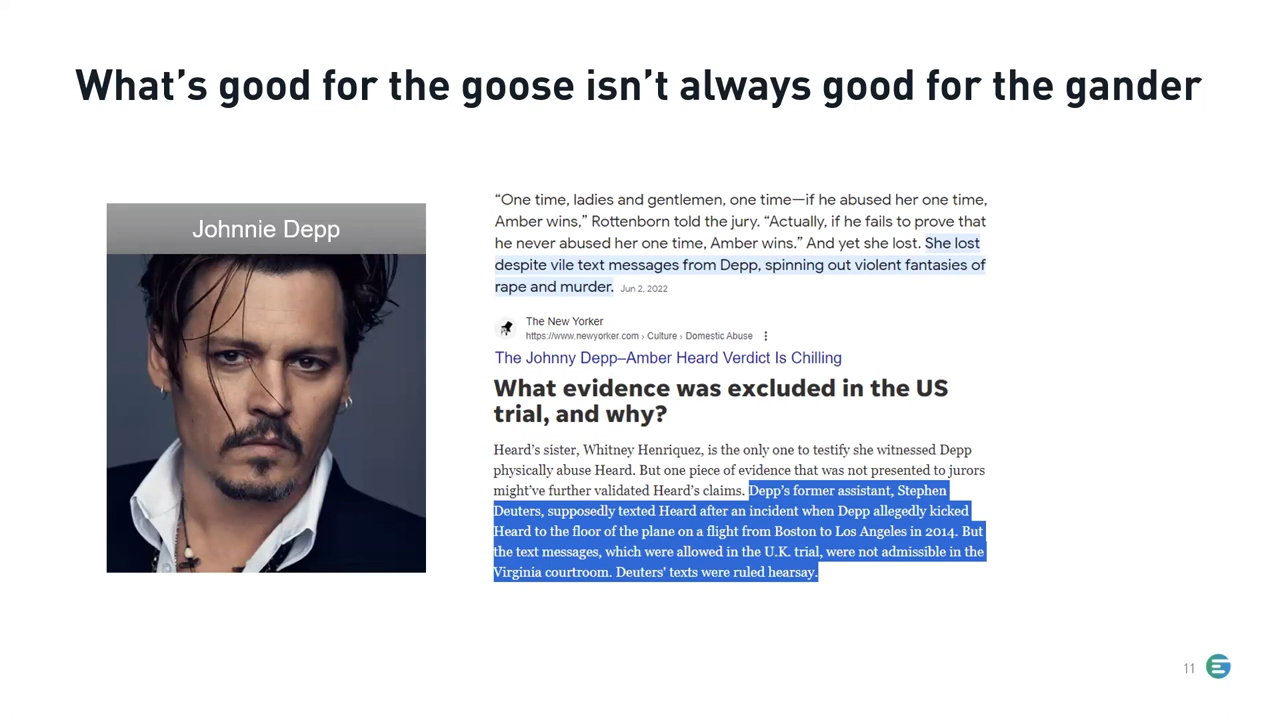 What’s good for the goose isn’t always good for the gander
Johnnie Depp
“One time, ladies and gentlemen, one time—if he abused her one time,
Amber wins,” Rottenborn told the jury. “Actually, if he fails to prove that
he never abused her one time, Amber wins.” And yet she lost. She lost
despite vile text messages from Depp, spinning out violent fantasies of
rape and murder. Jun 2, 2022
The New Yorker
https://www.newyorker.com › Culture › Domestic Abuse
The Johnny Depp–Amber Heard Verdict Is Chilling
What evidence was excluded in the US
trial, and why?
Heard’s sister, Whitney Henriquez, is the only one to testify she witnessed Depp
physically abuse Heard. But one piece of evidence that was not presented to jurors
might’ve further validated Heard’s claims. Depp’s former assistant, Stephen
Deuters, supposedly texted Heard after an incident when Depp allegedly kicked
Heard to the floor of the plane on a flight from Boston to Los Angeles in 2014. But
the text messages, which were allowed in the U.K. trial, were not admissible in the
Virginia courtroom. Deuters' texts were ruled hearsay.
11